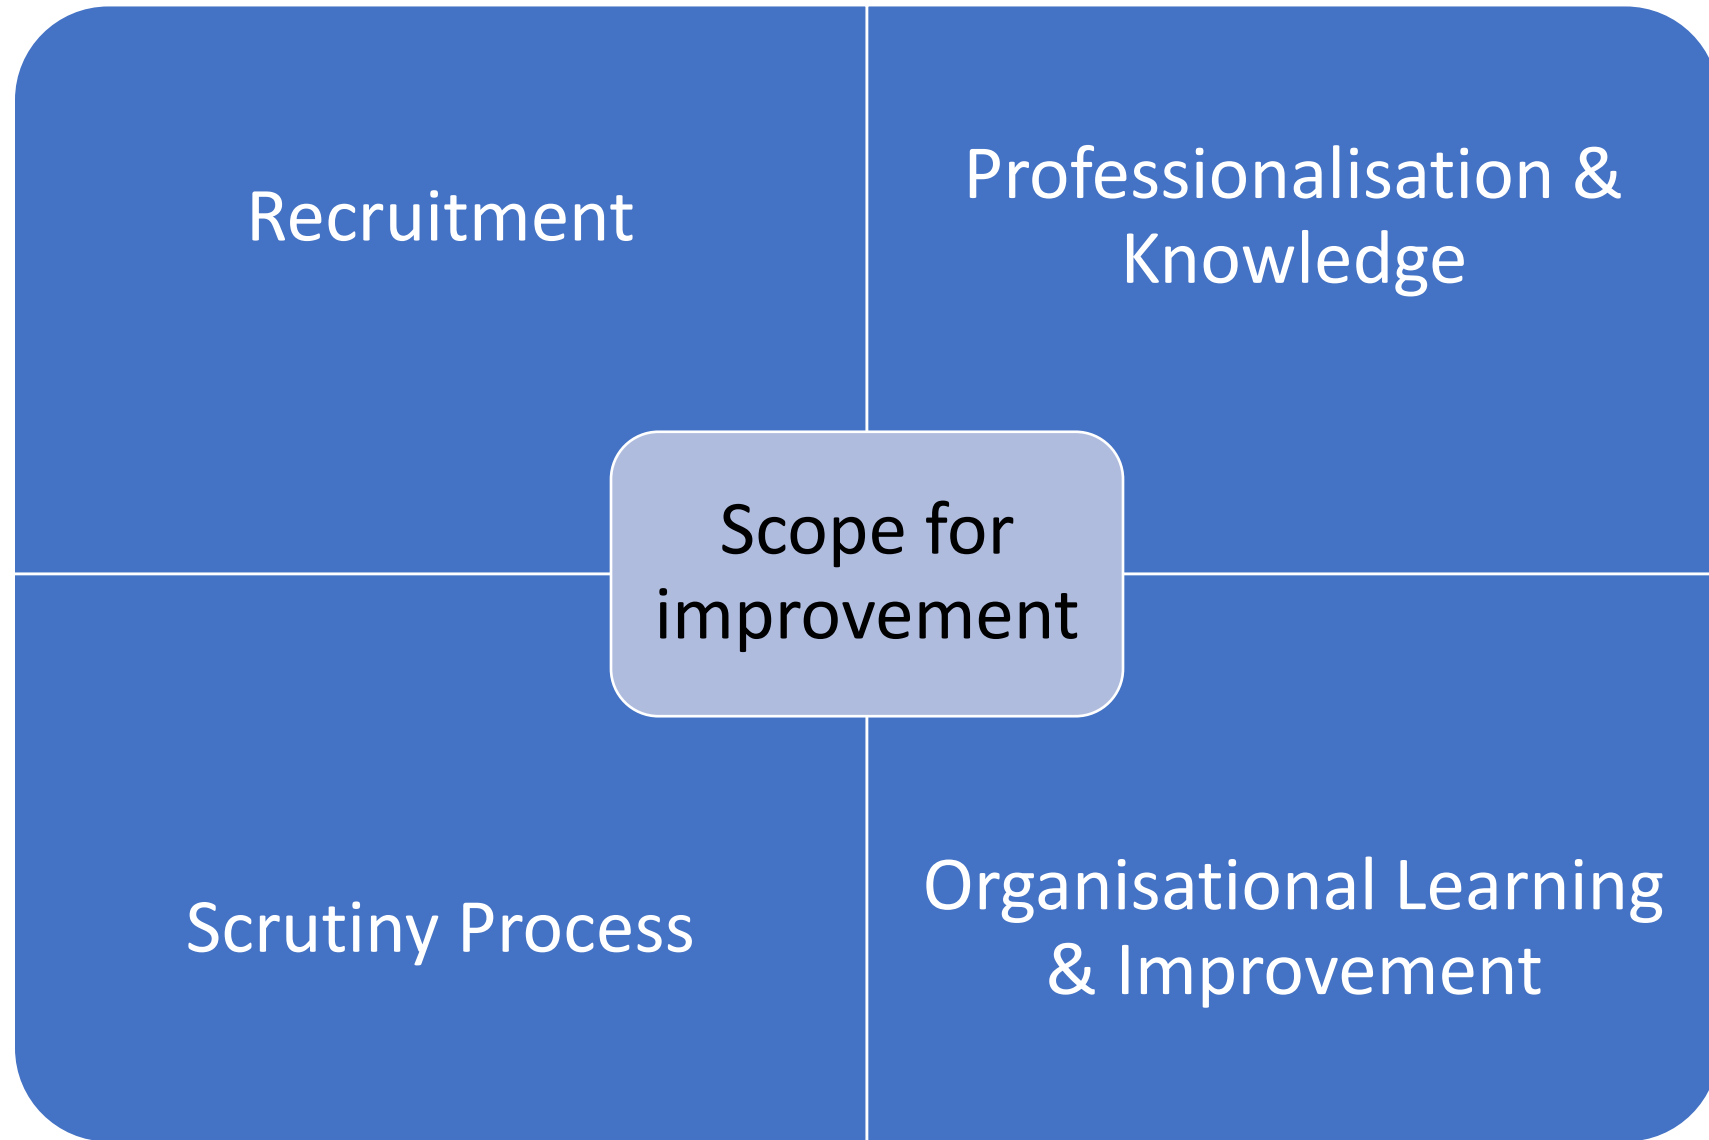 Recruitment
Professionalisation &
Knowledge
Scope for
improvement
Scrutiny Process
Organisational Learning
& Improvement